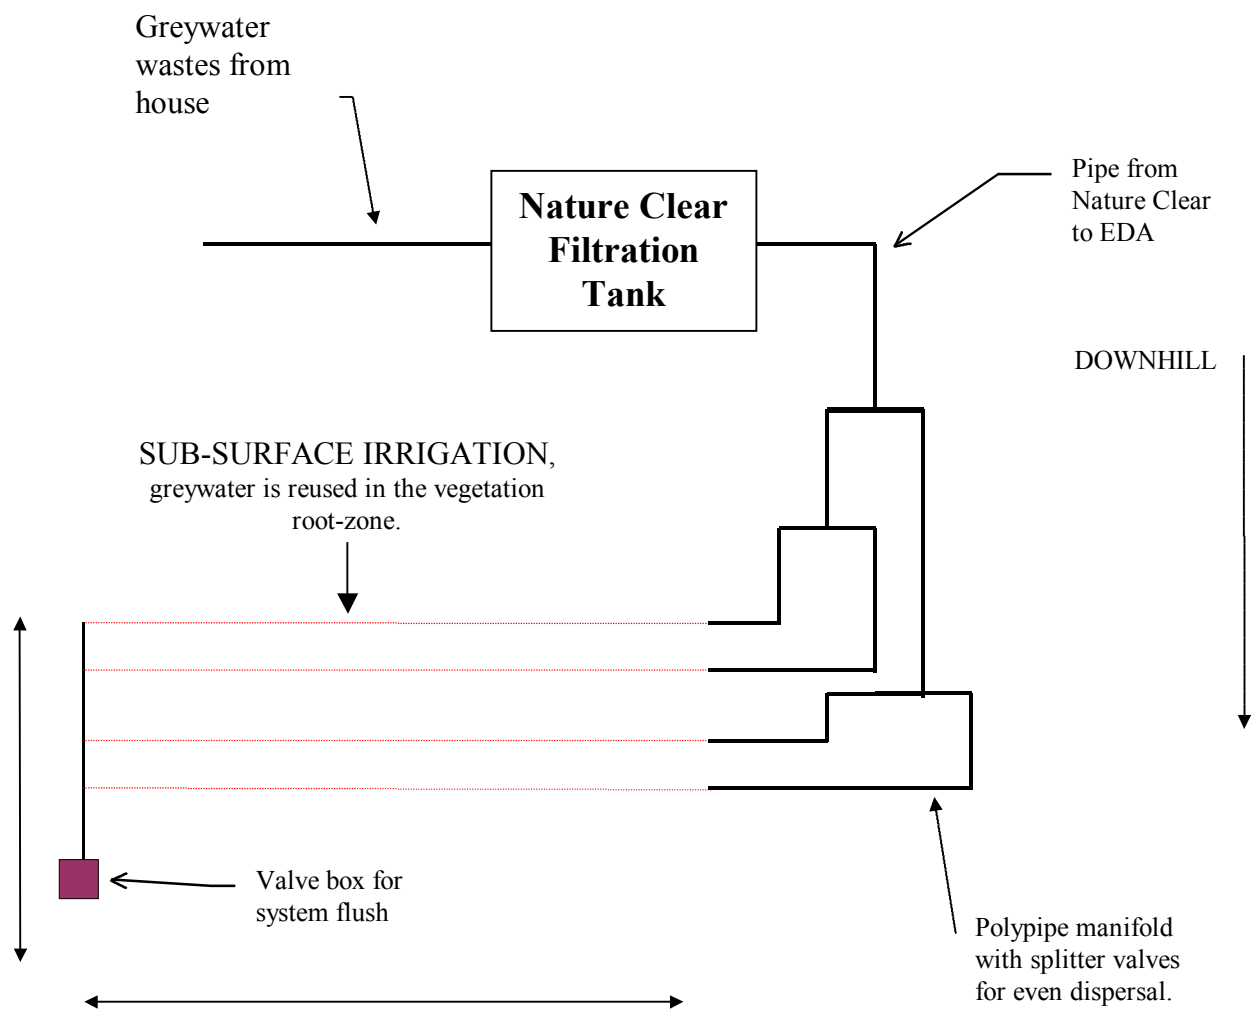 Greywater
wastes from
house
Nature Clear
Filtration
Tank
Pipe from
Nature Clear
to EDA
DOWNHILL
SUB-SURFACE IRRIGATION,
greywater is reused in the vegetation
root-zone.
Valve box for
system flush
Polypipe manifold
with splitter valves
for even dispersal.